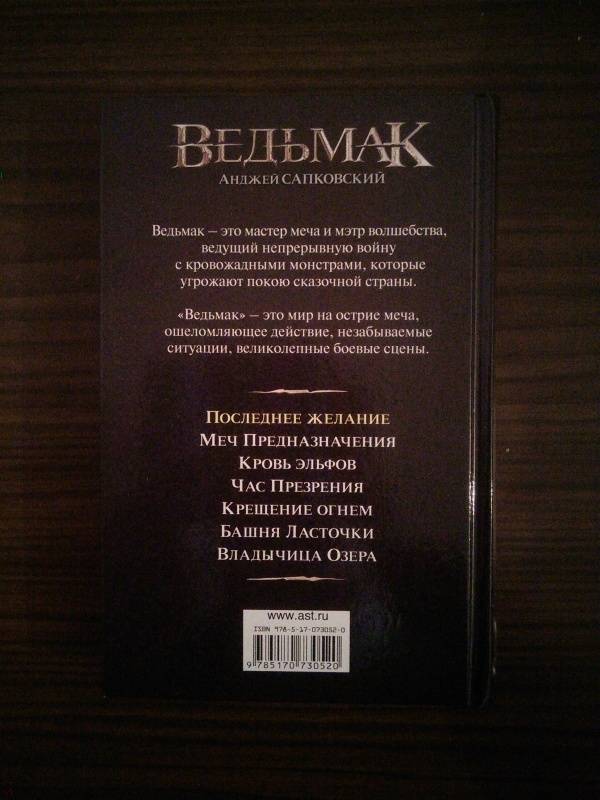 ВЕДЬМАК
АНДЖЕЙ САПКОВСКИЙ
Ведьмак – это мастер меча и мэтр волшебства,
ведущий непрерывную войну
с кровожадными монстрами, которые
угрожают покою сказочной страны.
«Ведьмак» – это мир на острие меча,
ошеломляющее действие, незабываемые
ситуации, великолепные боевые сцены.
ПОСЛЕДНЕЕ ЖЕЛАНИЕ
МЕЧ ПРЕДНАЗНАЧЕНИЯ
КРОВЬ ЭЛЬФОВ
ЧАС ПРЕЗРЕНИЯ
КРЕЩЕНИЕ ОГНЕМ
БАШНЯ ЛАСТОЧКИ
ВЛАДЫЧИЦА ОЗЕРА
www.ast.ru
ISBN 978-5-17-073052-0
9 785170 730520